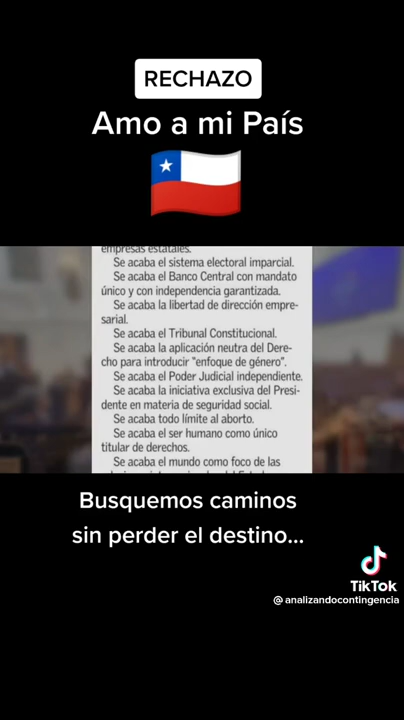 RECHAZO
Amo a mi País
empresas estatales.
Se acaba el sistema electoral imparcial.
Se acaba el Banco Central con mandato
único y con independencia garantizada.
Se acaba la libertad de dirección empre-
sarial.
Se acaba el Tribunal Constitucional.
Se acaba la aplicación neutra del Dere-
cho para introducir "enfoque de género".
Se acaba el Poder Judicial independiente.
Se acaba la iniciativa exclusiva del Presi-
dente en materia de seguridad social.
Se acaba todo límite al aborto.
Se acaba el ser humano como único
titular de derechos.
Se acaba el mundo como foco de las
Busquemos caminos
sin perder el destino...
TikTok
@analizandocontingencia